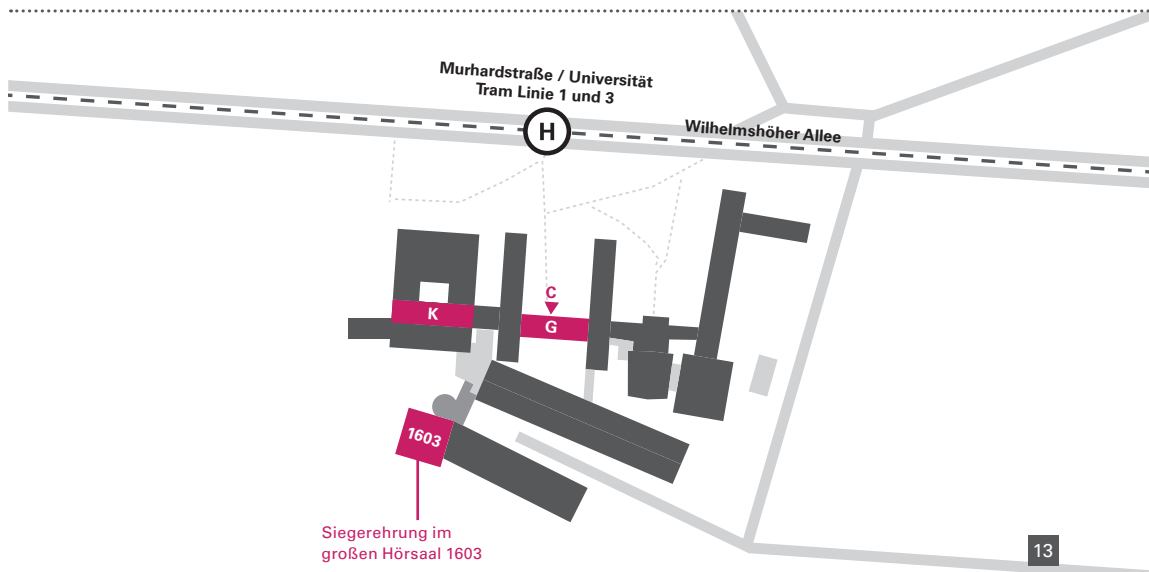 Murhardstraße / Universität
Tram Linie 1 und 3
H
Wilhelmshöher Allee
C
K
G
1603
Siegerehrung im
großen Hörsaal 1603
13